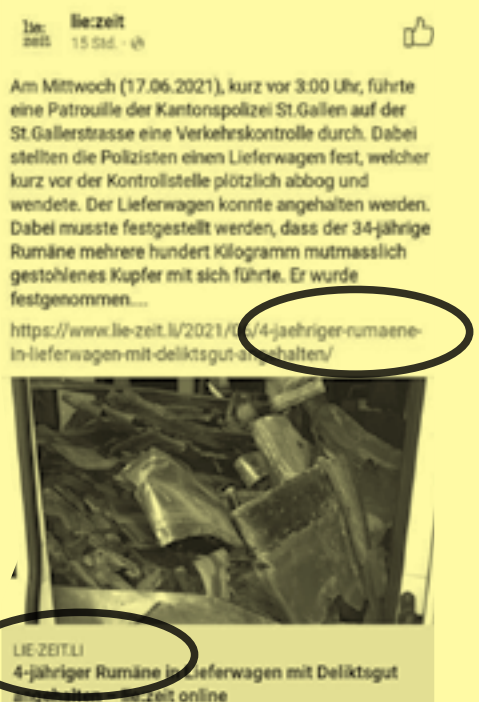 lie:
zeit
lie:zeit
15 Std.
Am Mittwoch (17.06.2021), kurz vor 3:00 Uhr, führte
eine Patrouille der Kantonspolizei St.Gallen auf der
St.Gallerstrasse eine Verkehrskontrolle durch. Dabei
stellten die Polizisten einen Lieferwagen fest, welcher
kurz vor der Kontrollstelle plötzlich abbog und
wendete. Der Lieferwagen konnte angehalten werden.
Dabei musste festgestellt werden, dass der 34-jährige
Rumäne mehrere hundert Kilogramm mutmasslich
gestohlenes Kupfer mit sich führte. Er wurde
festgenommen....
https://www.lie-zeit.li/2021/06/4-jaehriger-rumaene-
in-lieferwagen-mit-deliktsgut-angehalten/
LIE-ZEIT.LI
4-jähriger Rumäne in Lieferwagen mit Deliktsgut
angehalten – lie:zeit online